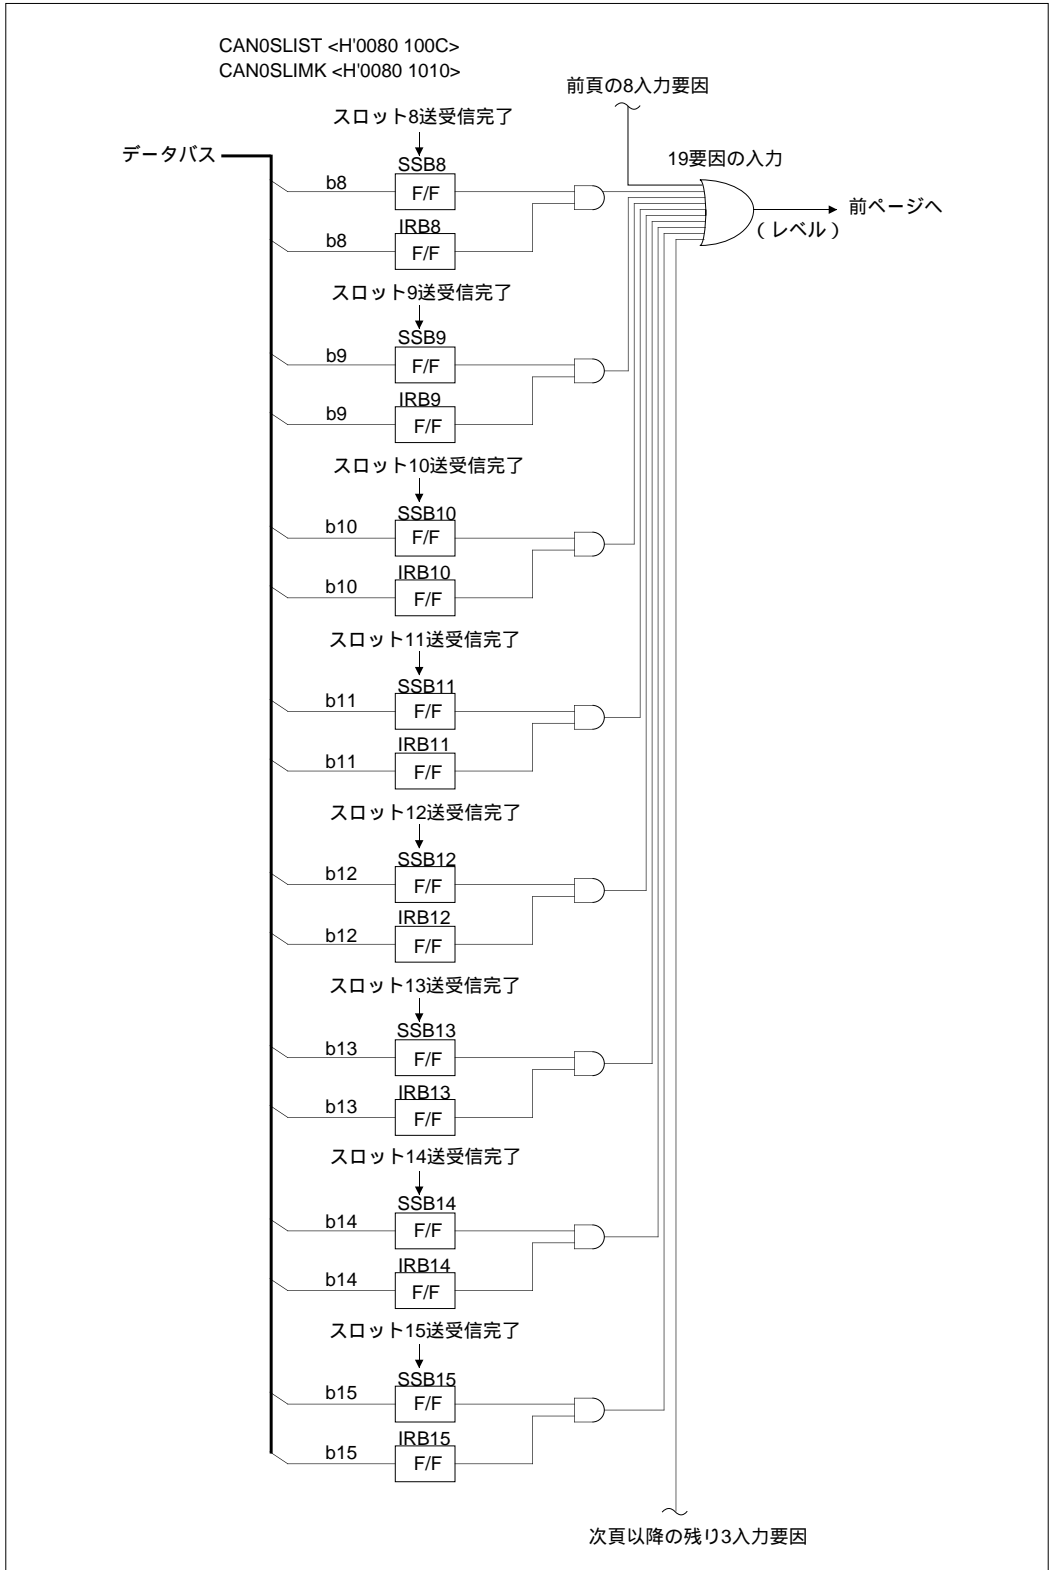 CAN0SLIST <H'0080 100C>
CAN0SLIMK <H'0080 1010>
前頁の8入力要因
スロット8送受信完了
データバス
19要因の入力
SSB8
b8
F/F
前ページへ
(レベル)
IRB8
b8
F/F
スロット9送受信完了
SSB9
b9
F/F
IRB9
b9
F/F
スロット10送受信完了
SSB10
b10
F/F
IRB10
b10
F/F
スロット11送受信完了
SSB11
b11
F/F
IRB11
b11
F/F
スロット12送受信完了
SSB12
b12
F/F
IRB12
b12
F/F
スロット13送受信完了
SSB13
b13
F/F
IRB13
b13
F/F
スロット14送受信完了
SSB14
b14
F/F
IRB14
b14
F/F
スロット15送受信完了
SSB15
b15
F/F
IRB15
b15
F/F
次頁以降の残り3入力要因